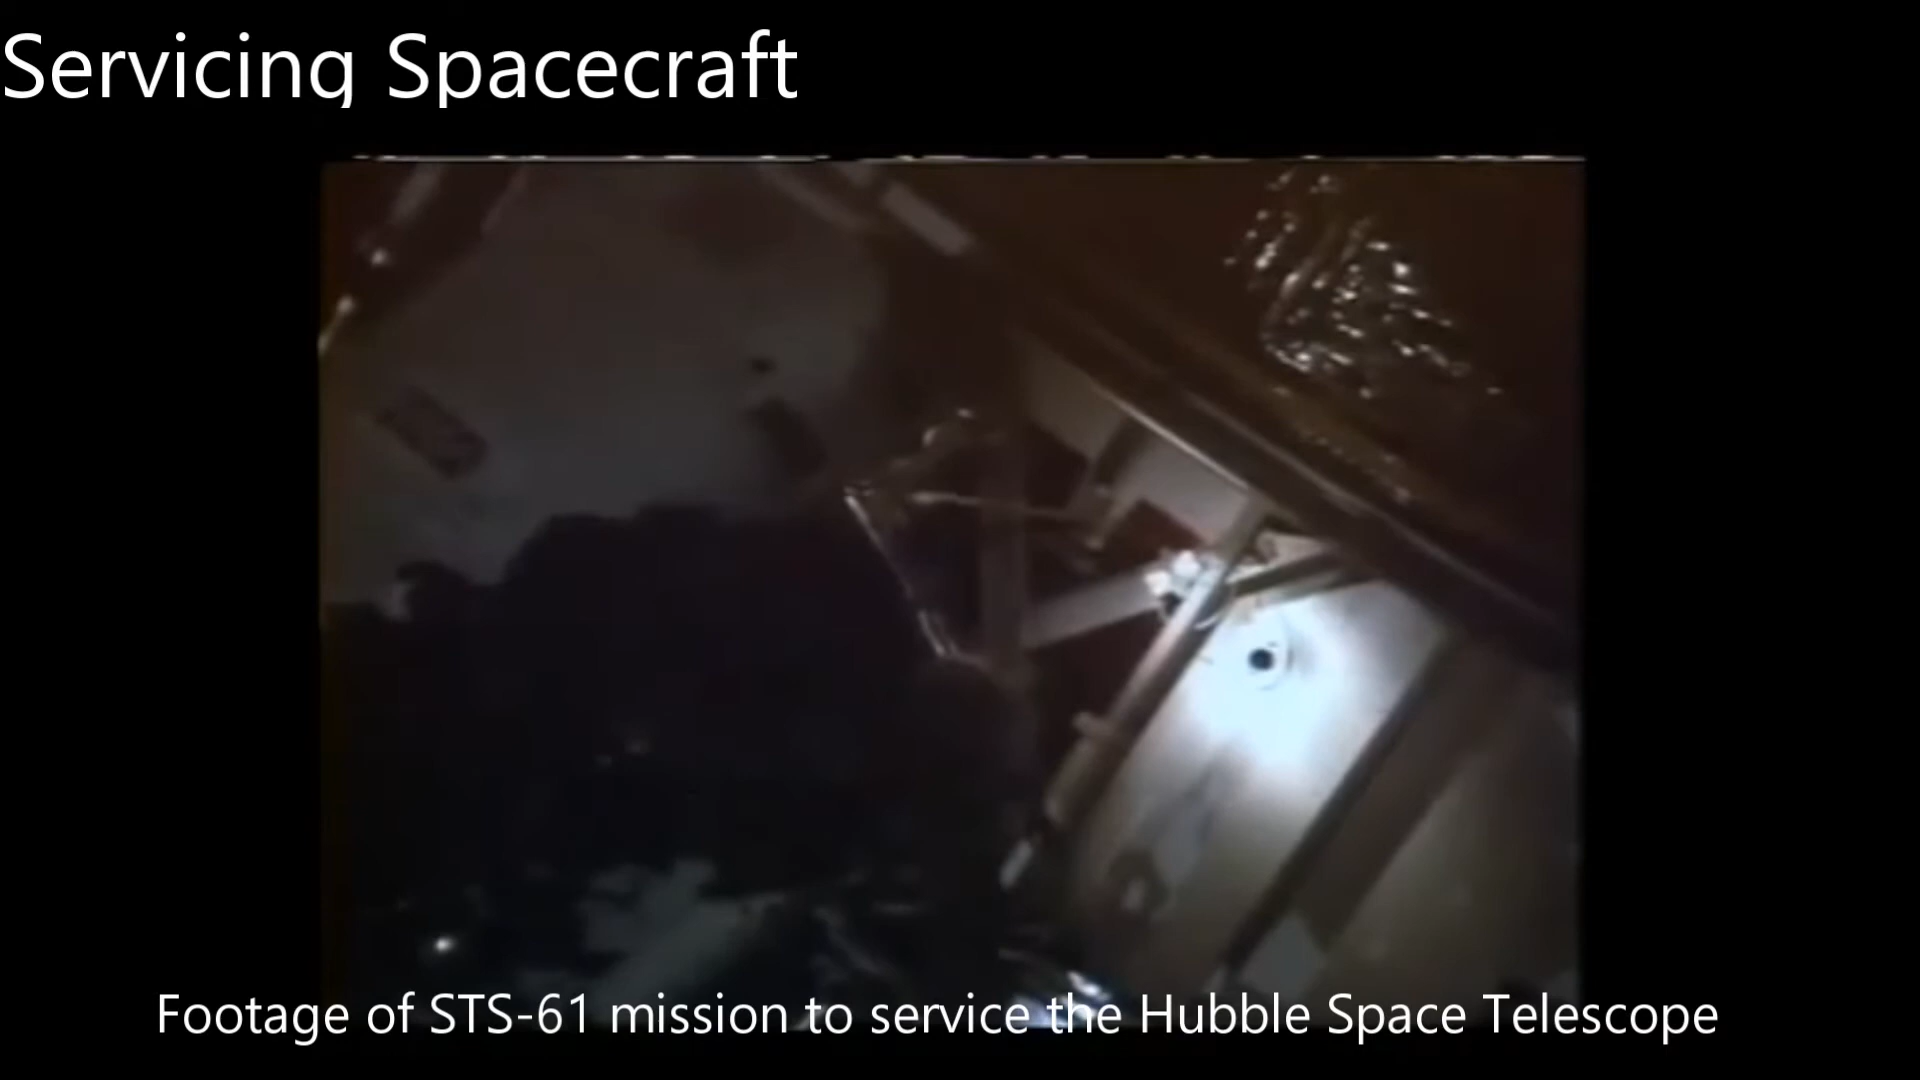 Servicing Spacecraft
Footage of STS-61 mission to service the Hubble Space Telescope